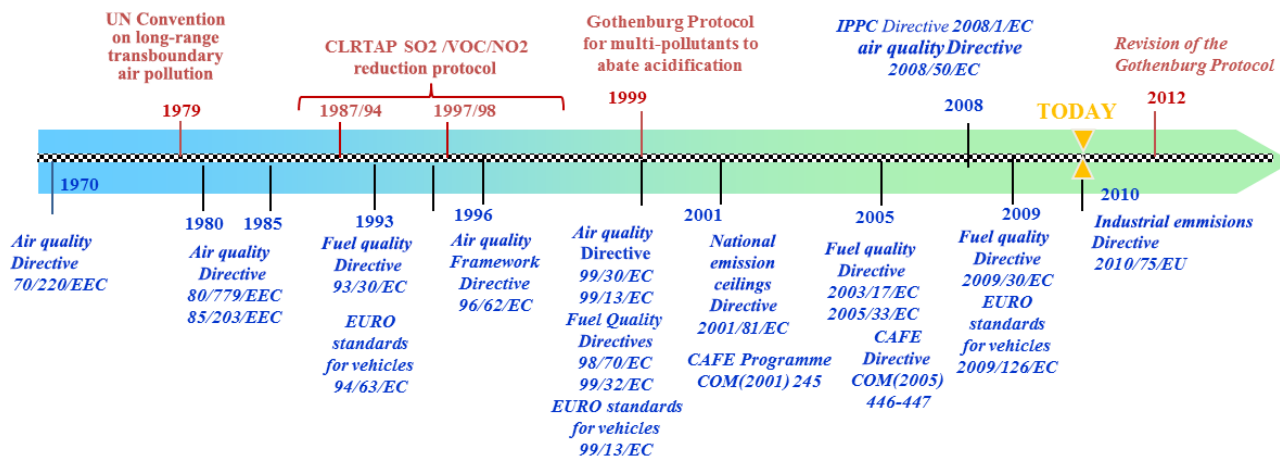 UN Convention
on long-range
transboundary
air pollution
1979
CLRTAP SO2 /VOC/NO2
reduction protocol
1987/94
1997/98
Gothenburg Protocol
for multi-pollutants to
abate acidification
1999
IPPC Directive 2008/1/EC
air quality Directive
2008/50/EC
2008
TODAY
Revision of the
Gothenburg Protocol
2012
1970
Air quality
Directive
70/220/EEC
1980
1985
Air quality
Directive
80/779/EEC
85/203/EEC
1993
Fuel quality
Directive
93/30/EC
EURO
standards
for vehicles
94/63/EC
1996
Air quality
Framework
Directive
96/62/EC
Air quality
Directive
99/30/EC
99/13/EC
Fuel Quality
Directives
98/70/EC
99/32/EC
EURO standards
for vehicles
99/13/EC
2001
National
emission
ceilings
Directive
2001/81/EC
CAFE Programme
COM(2001) 245
2005
Fuel quality
Directive
2003/17/EC
2005/33/EC
CAFE
Directive
COM(2005)
446-447
2009
Fuel quality
Directive
2009/30/EC
EURO
standards
for vehicles
2009/126/EC
2010
Industrial emmisions
Directive
2010/75/EU